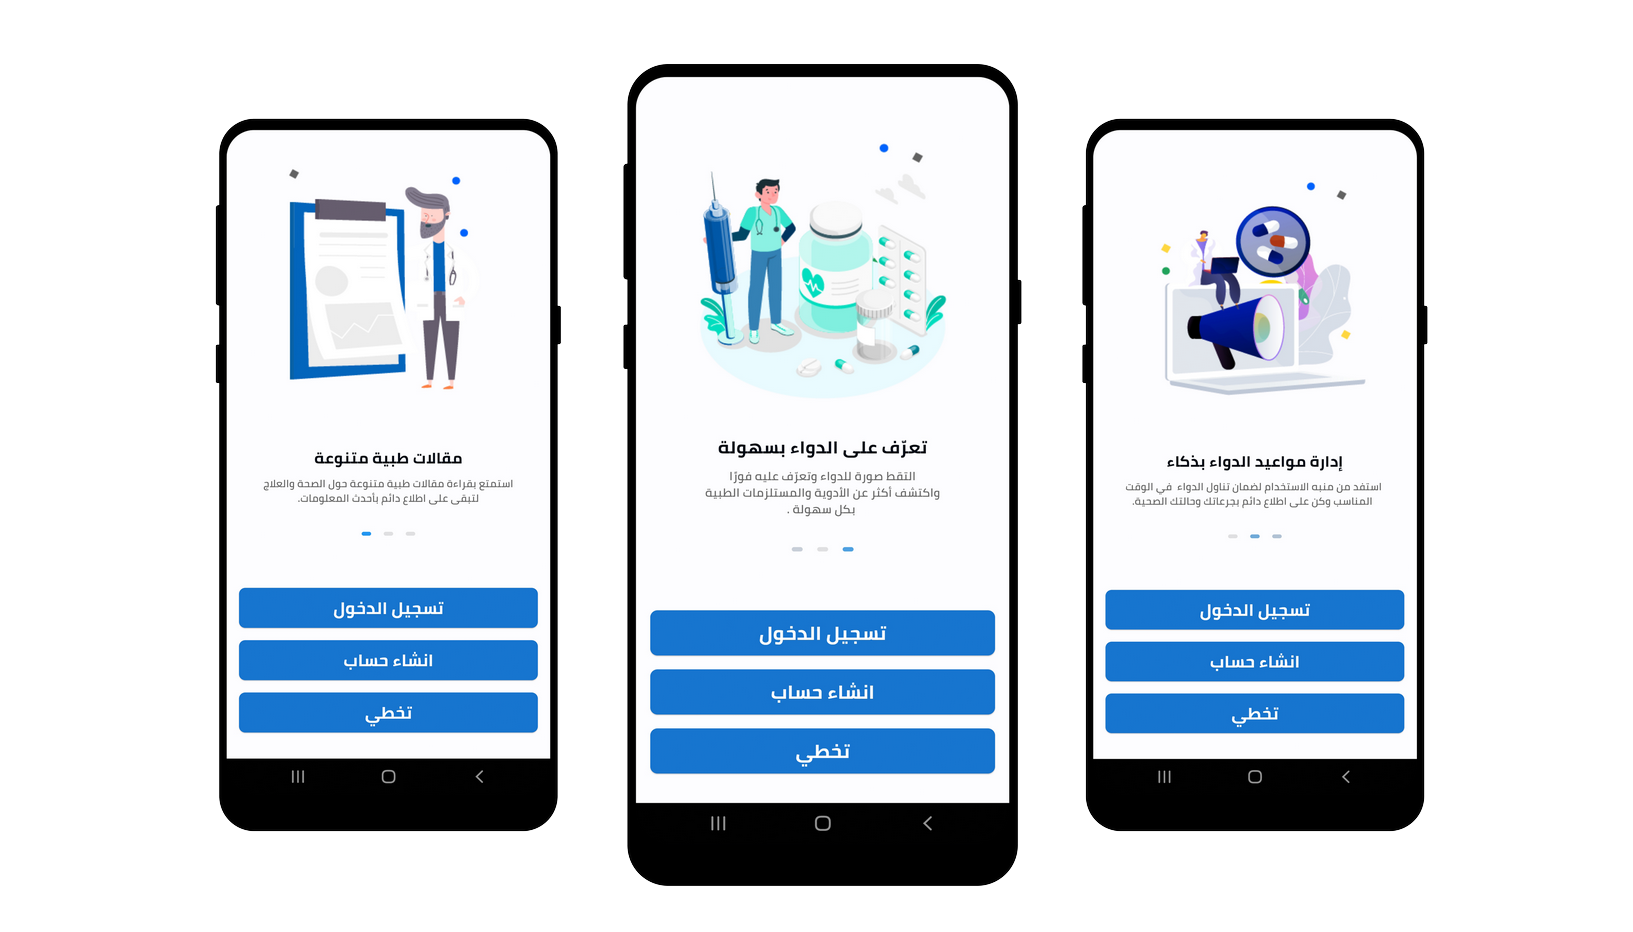 مقالات طبية متنوعة
استمتع بقراءة مقالات طبية متنوعة حول الصحة والعلاج
لتبقى على اطلاع دائم بأحدث المعلومات.
تسجيل الدخول
انشاء حساب
تخطي
تعرّف على الدواء بسهولة
التقط صورة للدواء وتعرّف عليه فورًا
واكتشف أكثر عن الأدوية والمستلزمات الطبية
بكل سهولة .
تسجيل الدخول
انشاء حساب
تخطي
إدارة مواعيد الدواء بذكاء
استفد من منبه الاستخدام لضمان تناول الدواء في الوقت
المناسب وكن على اطلاع دائم بجرعاتك وحالتك الصحية.
تسجيل الدخول
انشاء حساب
تخطي